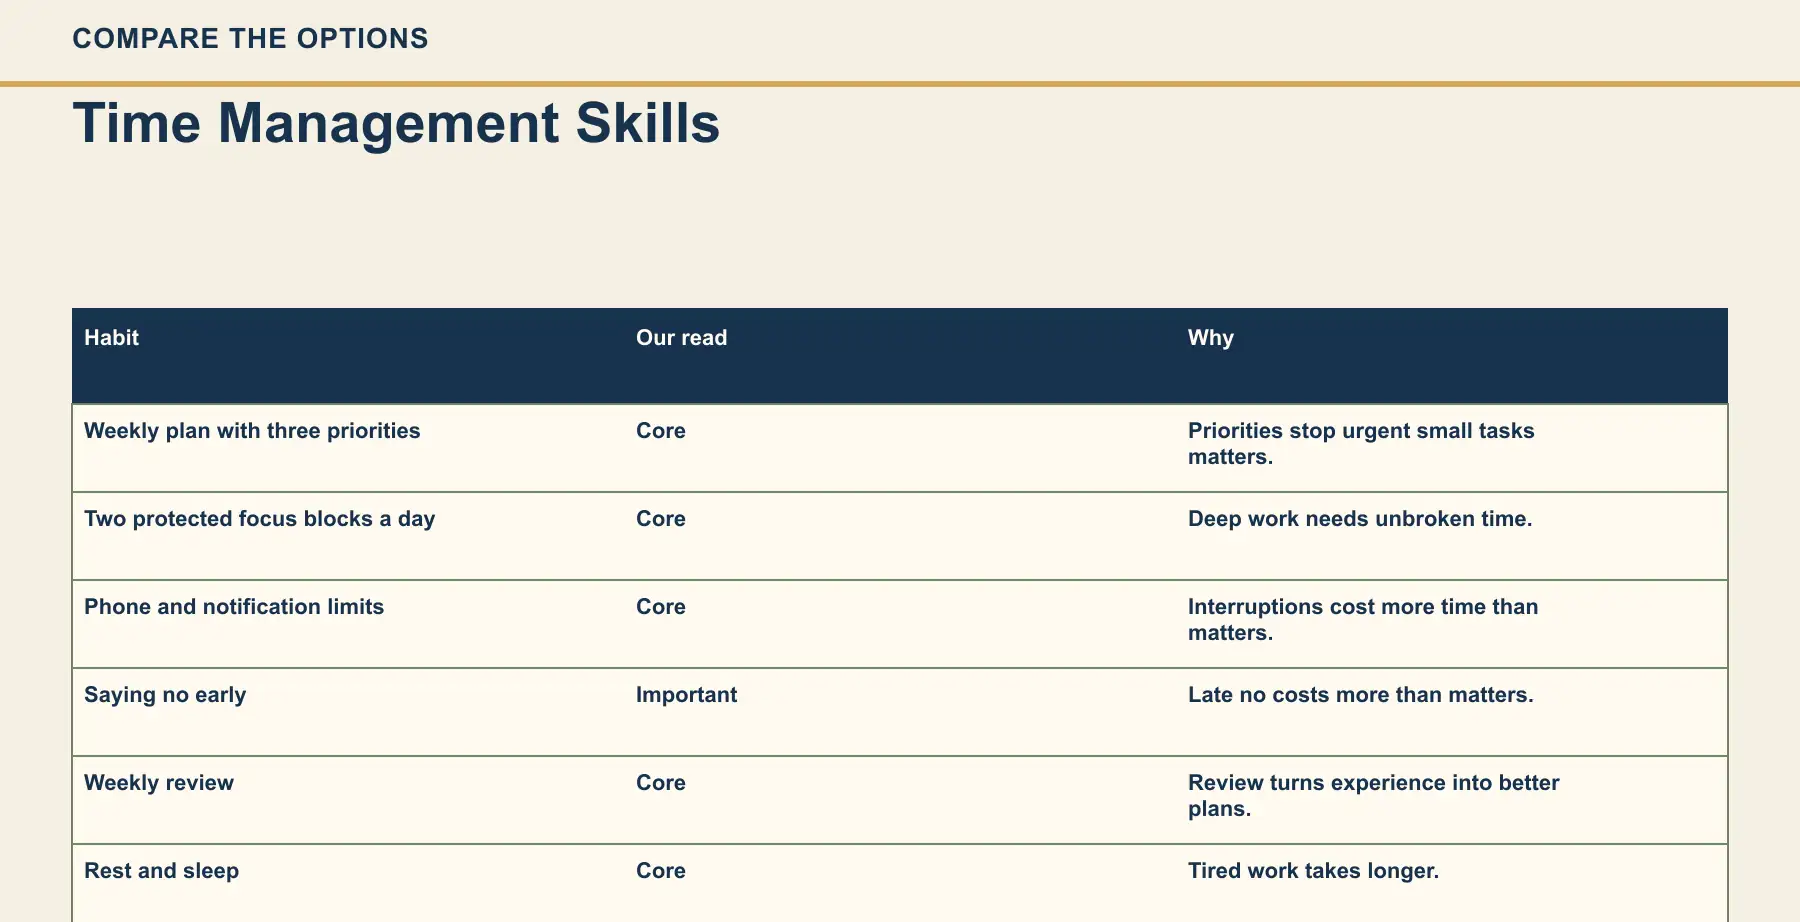 COMPARE THE OPTIONS
Time Management Skills
Habit Our read Why
Weekly plan with three priorities Core Priorities stop urgent small tasks
matters.
Two protected focus blocks a day Core Deep work needs unbroken time.
Phone and notification limits Core Interruptions cost more time than
matters.
Saying no early Important Late no costs more than matters.
Weekly review Core Review turns experience into better
plans.
Rest and sleep Core Tired work takes longer.